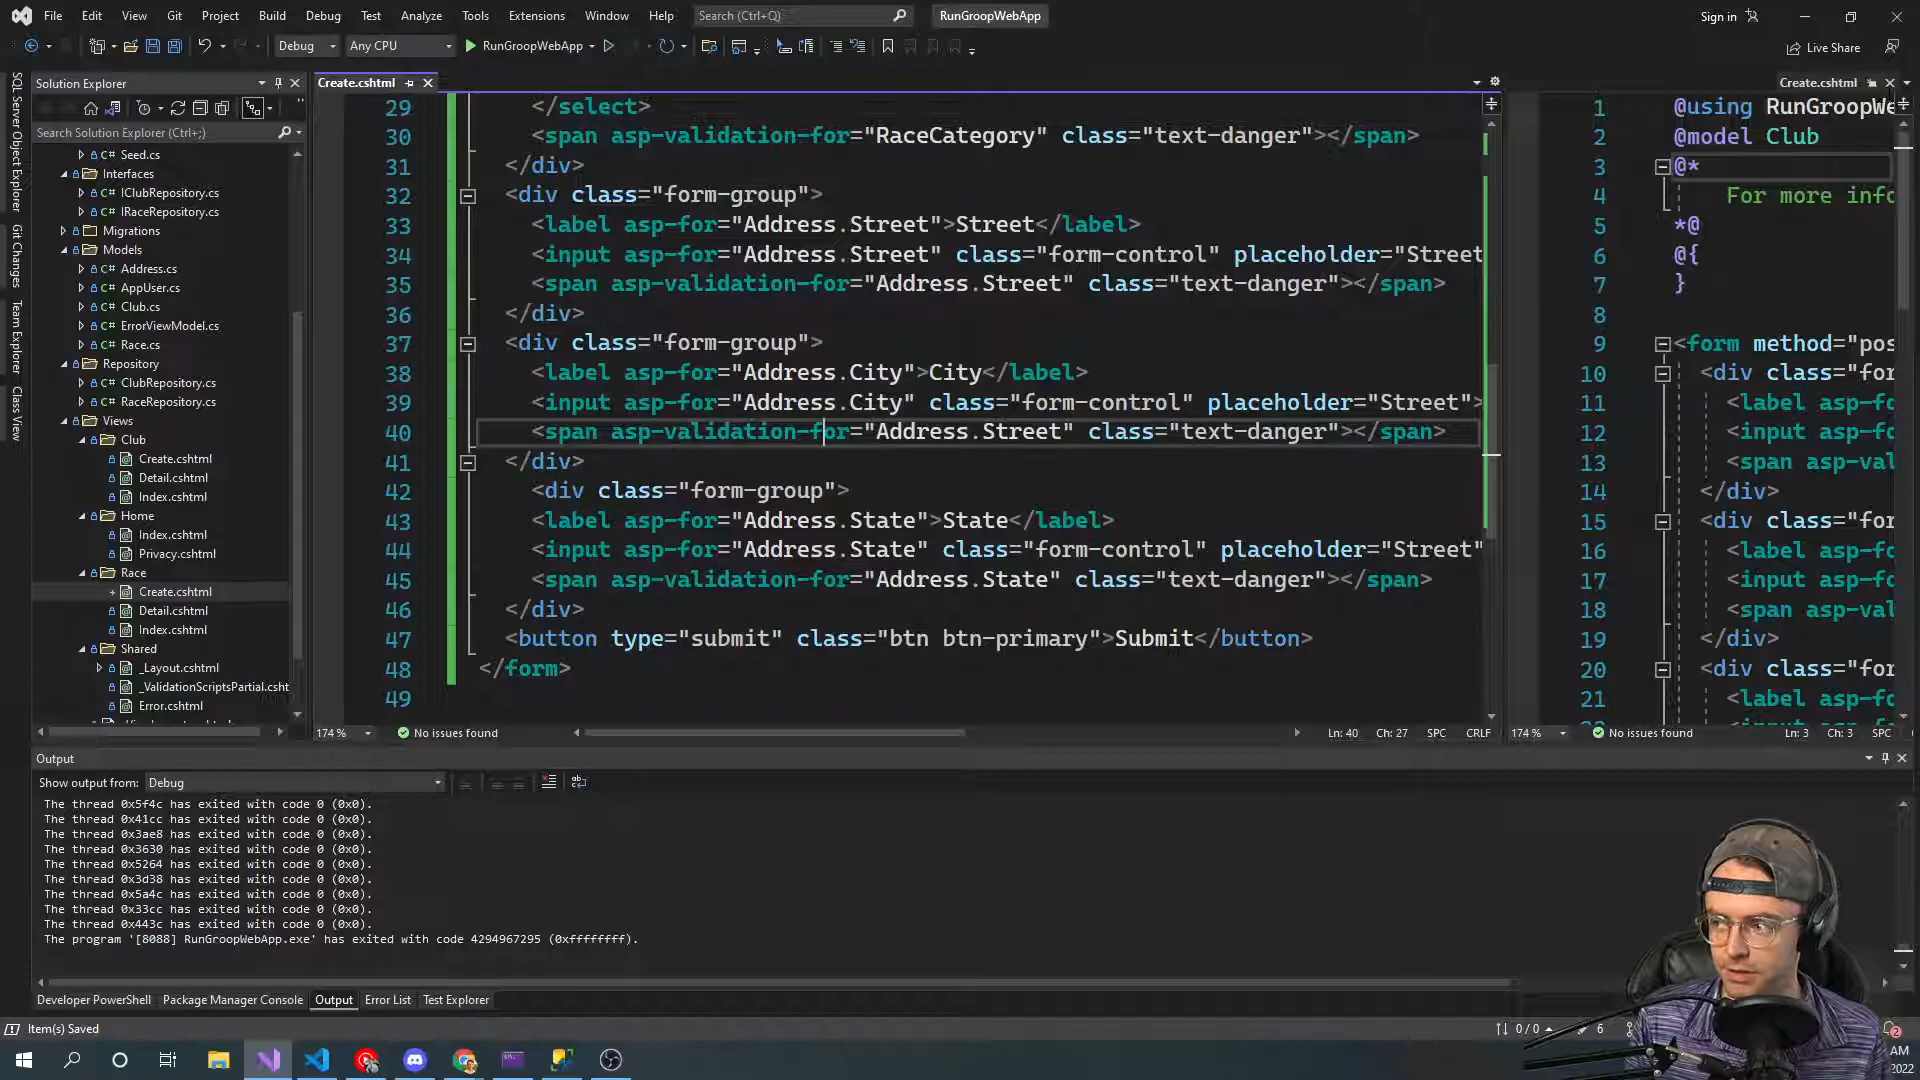 File Edit View Git Project Build Debug Test Analyze Tools Extensions Window Help Search (Ctrl+Q) RunGroopWebApp Sign in
Debug Any CPU RunGroopWebApp Live Share
SQL Server Object Explorer
Git Changes
Team Explorer
Class View
Solution Explorer
Search Solution Explorer (Ctrl+;)
C# Seed.cs
Interfaces
C# IClubRepository.cs
C# IRaceRepository.cs
Migrations
Models
C# Address.cs
C# AppUser.cs
C# Club.cs
C# ErrorViewModel.cs
C# Race.cs
Repository
C# ClubRepository.cs
C# RaceRepository.cs
Views
Club
Create.cshtml
Detail.cshtml
Index.cshtml
Home
Index.cshtml
Privacy.cshtml
Race
Create.cshtml
Detail.cshtml
Index.cshtml
Shared
_Layout.cshtml
_ValidationScriptsPartial.csht
Error.cshtml
Create.cshtml
29 </select>
30 <span asp-validation-for="RaceCategory" class="text-danger"></span>
31 </div>
32 <div class="form-group">
33 <label asp-for="Address.Street">Street</label>
34 <input asp-for="Address.Street" class="form-control" placeholder="Street
35 <span asp-validation-for="Address.Street" class="text-danger"></span>
36 </div>
37 <div class="form-group">
38 <label asp-for="Address.City">City</label>
39 <input asp-for="Address.City" class="form-control" placeholder="Street">
40 <span asp-validation-for="Address.Street" class="text-danger"></span>
41 </div>
42 <div class="form-group">
43 <label asp-for="Address.State">State</label>
44 <input asp-for="Address.State" class="form-control" placeholder="Street"
45 <span asp-validation-for="Address.State" class="text-danger"></span>
46 </div>
47 <button type="submit" class="btn btn-primary">Submit</button>
48 </form>
49
174 % No issues found Ln: 40 Ch: 27 SPC CRLF
Create.cshtml
1 @using RunGroopWe
2 @model Club
3 @*
4 For more info
5 *@
6 @{
7 }
8
9 <form method="pos
10 <div class="for
11 <label asp-fo
12 <input asp-fo
13 <span asp-val
14 </div>
15 <div class="for
16 <label asp-fo
17 <input asp-fo
18 <span asp-val
19 </div>
20 <div class="for
21 <label asp-fo
174 % No issues found Ln: 3 Ch: 3 SPC
Output
Show output from: Debug
The thread 0x5f4c has exited with code 0 (0x0).
The thread 0x41cc has exited with code 0 (0x0).
The thread 0x3ae8 has exited with code 0 (0x0).
The thread 0x3630 has exited with code 0 (0x0).
The thread 0x5264 has exited with code 0 (0x0).
The thread 0x3d38 has exited with code 0 (0x0).
The thread 0x5a4c has exited with code 0 (0x0).
The thread 0x33cc has exited with code 0 (0x0).
The thread 0x443c has exited with code 0 (0x0).
The program '[8088] RunGroopWebApp.exe' has exited with code 4294967295 (0xffffffff).
Developer PowerShell Package Manager Console Output Error List Test Explorer
Item(s) Saved 0/0 6 2
AM
2022